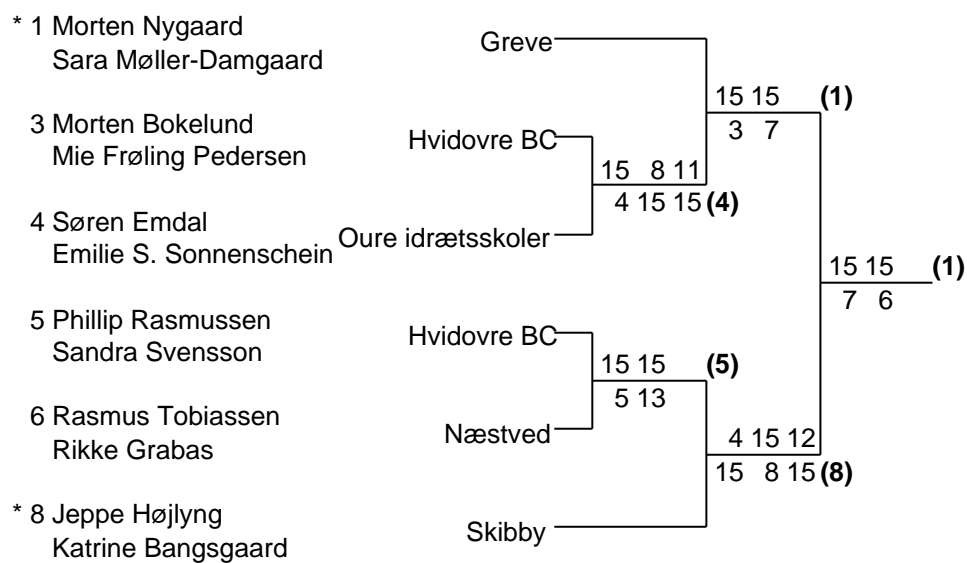 * 1 Morten Nygaard
Sara Møller-Damgaard
Greve
15 15 (1)
3 7
3 Morten Bokelund
Mie Frøling Pedersen
Hvidovre BC
15 8 11
4 15 15 (4)
4 Søren Emdal
Emilie S. Sonnenschein
Oure idrætsskoler
15 15 (1)
7 6
5 Phillip Rasmussen
Sandra Svensson
Hvidovre BC
15 15 (5)
5 13
6 Rasmus Tobiassen
Rikke Grabas
Næstved
4 15 12
15 8 15 (8)
* 8 Jeppe Højlyng
Katrine Bangsgaard
Skibby